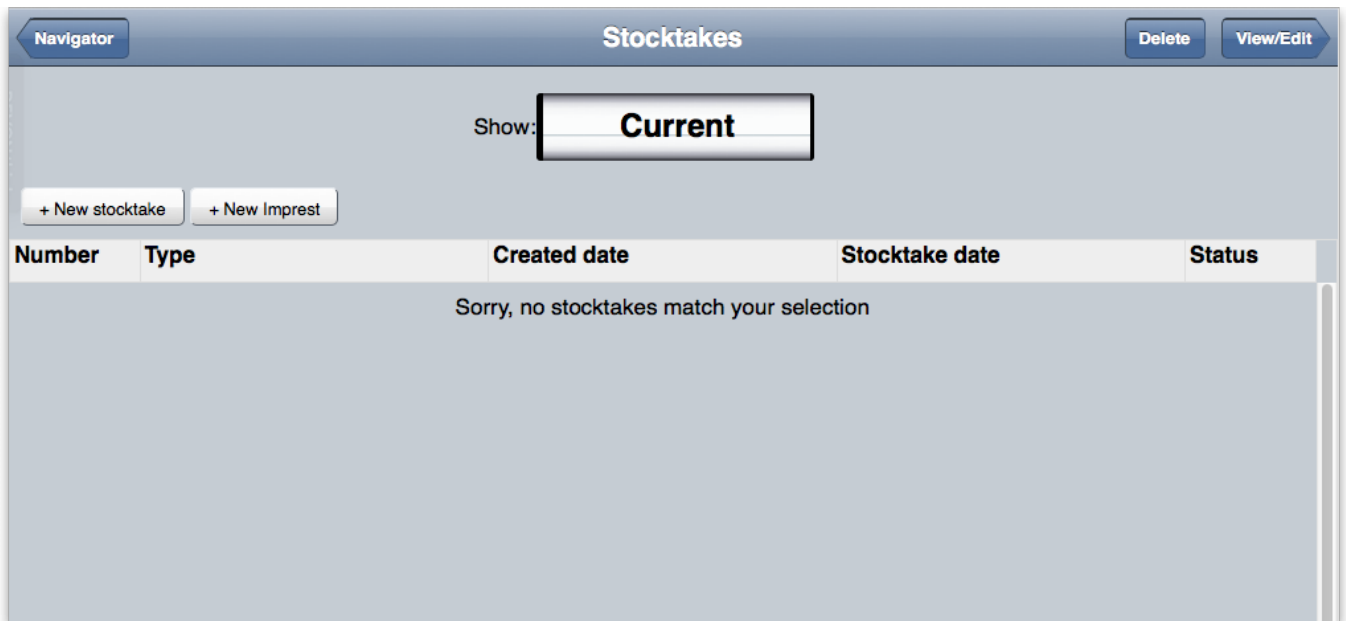 Navigator Stocktakes Delete View/Edit
Show: Current
+ New stocktake + New Imprest
Number Type Created date Stocktake date Status
Sorry, no stocktakes match your selection